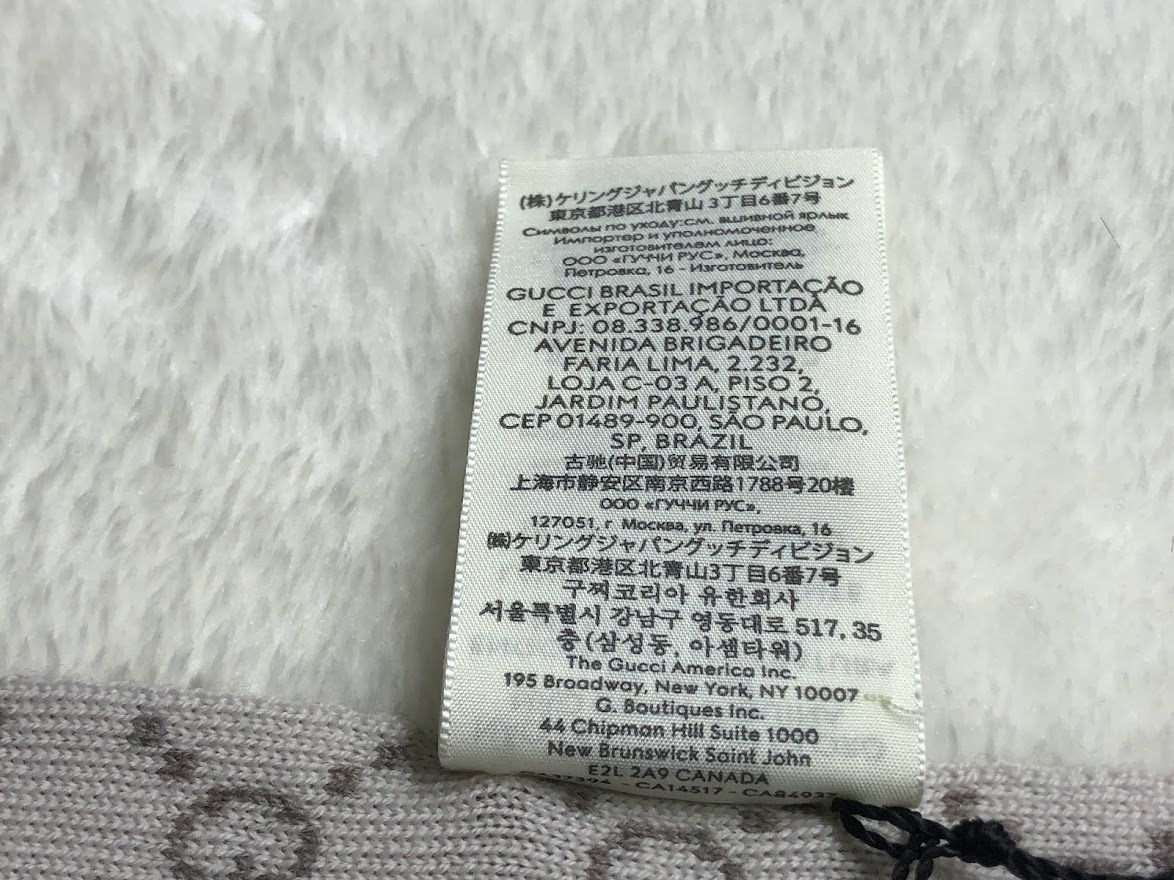 (株)ケリングジャパングッチディビジョン
東京都港区北青山 3丁目6番7号
Символы по уходу:см. вшивной ярлык
Импортер и уполномоченное
изготовителем лицо:
ООО «ГУЧЧИ РУС», Москва,
Петровка, 16 - Изготовитель
GUCCI BRASIL IMPORTAÇÃO
E EXPORTAÇÃO LTDA
CNPJ: 08.338.986/0001-16
AVENIDA BRIGADEIRO
FARIA LIMA, 2.232,
LOJA C-03 A, PISO 2,
JARDIM PAULISTANO,
CEP 01489-900, SÃO PAULO,
SP, BRAZIL
古驰(中国)贸易有限公司
上海市静安区南京西路1788号20楼
ООО «ГУЧЧИ РУС»,
127051, г Москва, ул. Петровка, 16
(株)ケリングジャパングッチディビジョン
東京都港区北青山3丁目6番7号
구찌코리아 유한회사
서울특별시 강남구 영동대로 517, 35
층(삼성동, 아셈타워)
The Gucci America Inc.
195 Broadway, New York, NY 10007
G. Boutiques Inc.
44 Chipman Hill Suite 1000
New Brunswick Saint John
E2L 2A9 CANADA
- CA14517 -